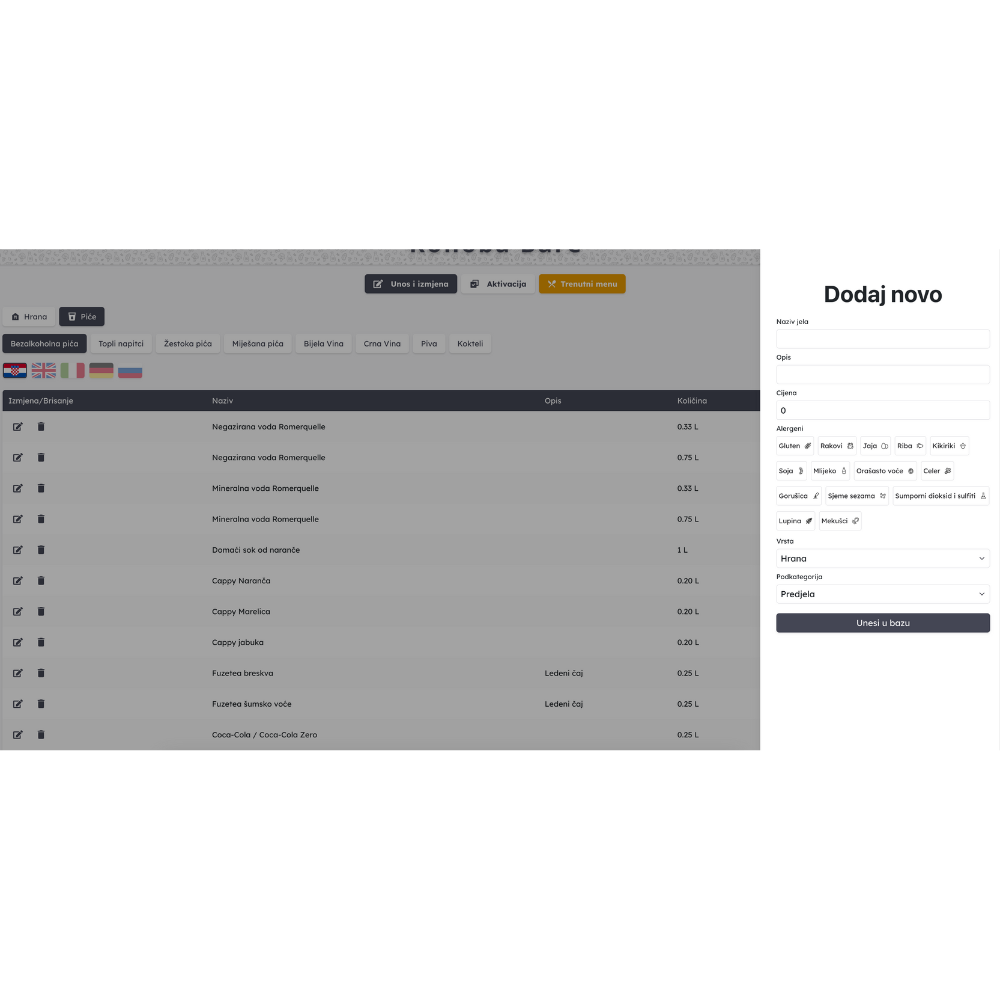 Unos i izmjena Aktivacija Trenutni menu
Hrana Piće
Bezalkoholna pića Topli napitci Žestoka pića Miješana pića Bijela Vina Crna Vina Piva Kokteli
Izmjena/Brisanje Naziv Opis Količina
Negazirana voda Romerquelle 0.33 L
Negazirana voda Romerquelle 0.75 L
Mineralna voda Romerquelle 0.33 L
Mineralna voda Romerquelle 0.75 L
Domaći sok od naranče 1 L
Cappy Naranča 0.20 L
Cappy Marelica 0.20 L
Cappy jabuka 0.20 L
Fuzetea breskva Ledeni čaj 0.25 L
Fuzetea šumsko voće Ledeni čaj 0.25 L
Coca-Cola / Coca-Cola Zero 0.25 L
Dodaj novo
Naziv jela
Opis
Cijena
0
Alergeni
Gluten Rakovi Jaja Riba Kikiriki
Soja Mlijeko Orašasto voće Celer
Gorušica Sjeme sezama Sumporni dioksid i sulfiti
Lupina Mekušci
Vrsta
Hrana
Podkategorija
Predjela
Unesi u bazu